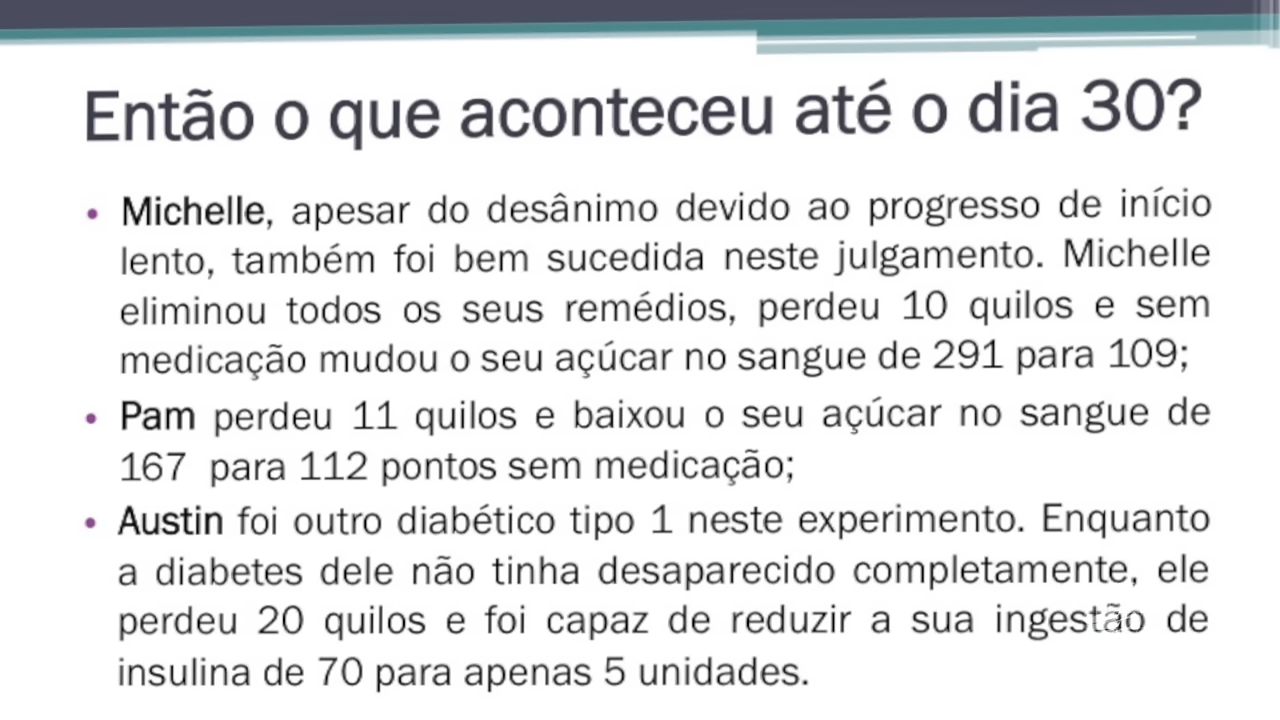 Então o que aconteceu até o dia 30?
• Michelle, apesar do desânimo devido ao progresso de início
lento, também foi bem sucedida neste julgamento. Michelle
eliminou todos os seus remédios, perdeu 10 quilos e sem
medicação mudou o seu açúcar no sangue de 291 para 109;
• Pam perdeu 11 quilos e baixou o seu açúcar no sangue de
167 para 112 pontos sem medicação;
• Austin foi outro diabético tipo 1 neste experimento. Enquanto
a diabetes dele não tinha desaparecido completamente, ele
perdeu 20 quilos e foi capaz de reduzir a sua ingestão de
insulina de 70 para apenas 5 unidades.